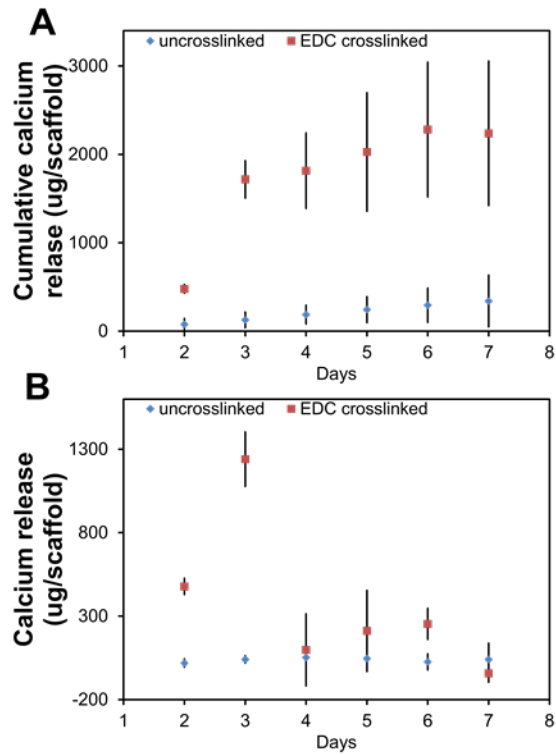 A
uncrosslinked EDC crosslinked
Cumulative calcium
relase (ug/scaffold)
3000
2000
1000
0
1 2 3 4 5 6 7 8
Days
B
uncrosslinked EDC crosslinked
Calcium release
(ug/scaffold)
1300
800
300
-200
1 2 3 4 5 6 7 8
Days